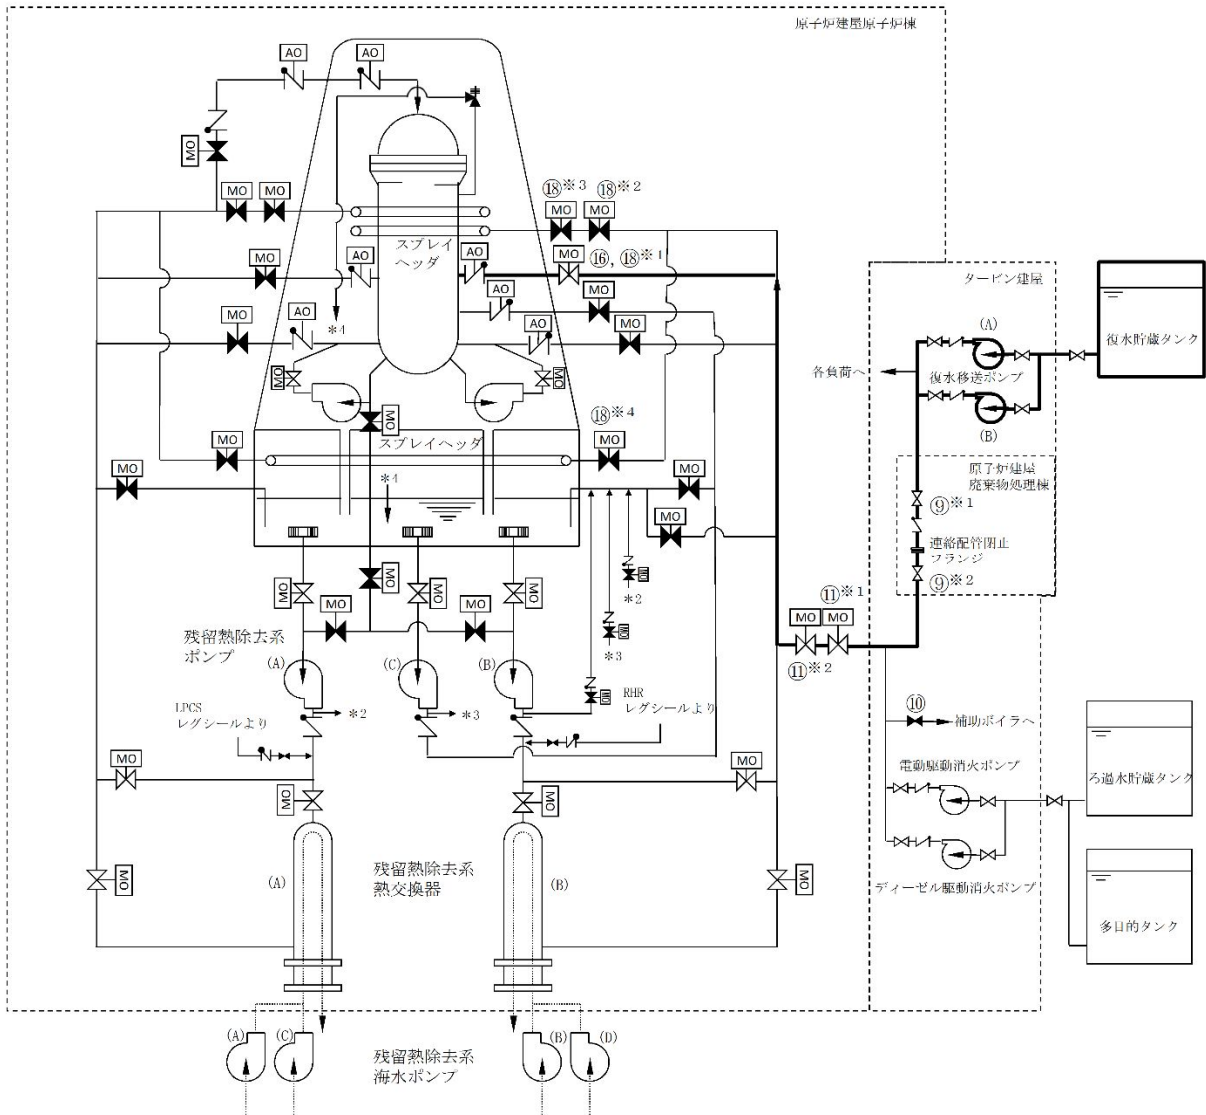 原子炉建屋原子炉棟
AO
AO
MO
MO
MO
⑱※3
⑱※2
MO
MO
スプレイ
ヘッダ
AO
MO
⑯, ⑱※1
MO
AO
AO
MO
タービン建屋
(A)
復水貯蔵タンク
各負荷へ
復水移送ポンプ
(B)
MO
AO
*4
AO
MO
MO
MO
MO
⑱※4
スプレイヘッダ
MO
MO
MO
*4
MO
MO
原子炉建屋
廃棄物処理棟
⑨※1
連絡配管閉止
フランジ
⑨※2
MO
MO
MO
MO
MO
*2
MO
MO
MO
*3
⑪※1
MO
MO
⑪※2
残留熱除去系
ポンプ
(A)
(C)
(B)
MO
LPCS
レグシールより
*2
*3
RHR
レグシールより
⑩
補助ボイラへ
MO
MO
MO
MO
電動駆動消火ポンプ
ろ過水貯蔵タンク
残留熱除去系
熱交換器
(A)
(B)
MO
MO
ディーゼル駆動消火ポンプ
多目的タンク
(A)
(C)
(B)
(D)
残留熱除去系
海水ポンプ